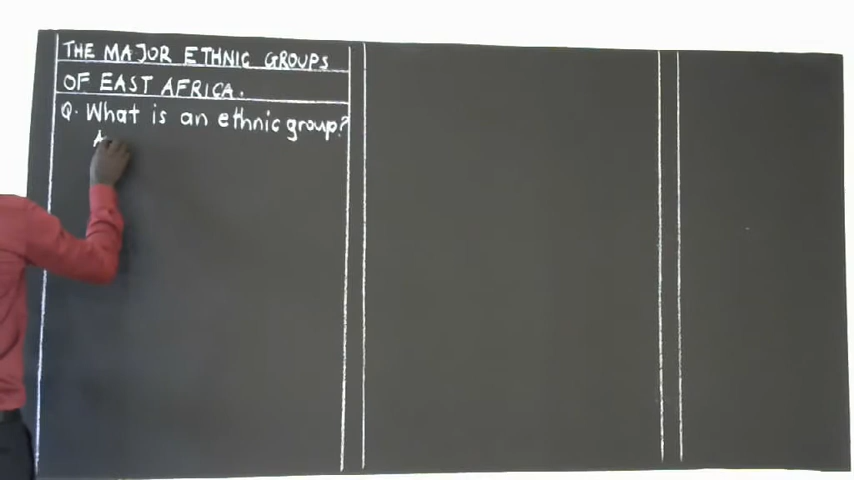 THE MAJOR ETHNIC GROUPS
OF EAST AFRICA.
Q. What is an ethnic group?